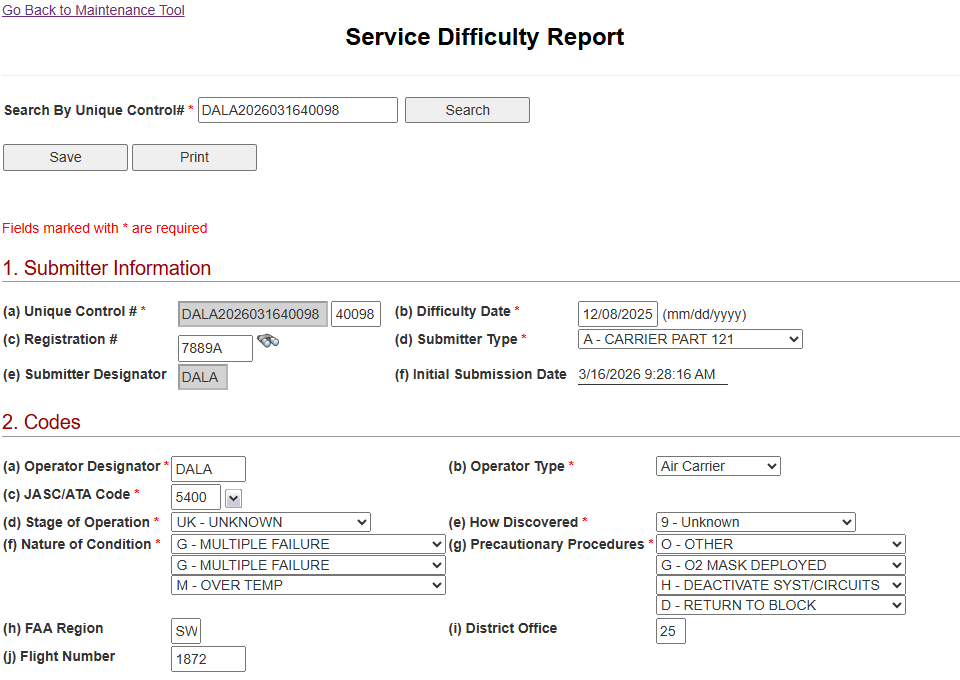 Go Back to Maintenance Tool
Service Difficulty Report
Search By Unique Control# * DALA2026031640098 Search
Save Print
Fields marked with * are required
1. Submitter Information
(a) Unique Control # * DALA2026031640098 40098 (b) Difficulty Date * 12/08/2025 (mm/dd/yyyy)
(c) Registration # 7889A (d) Submitter Type * A - CARRIER PART 121
(e) Submitter Designator DALA (f) Initial Submission Date 3/16/2026 9:28:16 AM
2. Codes
(a) Operator Designator * DALA (b) Operator Type * Air Carrier
(c) JASC/ATA Code * 5400
(d) Stage of Operation * UK - UNKNOWN (e) How Discovered * 9 - Unknown
(f) Nature of Condition * G - MULTIPLE FAILURE (g) Precautionary Procedures * O - OTHER
G - MULTIPLE FAILURE G - O2 MASK DEPLOYED
M - OVER TEMP H - DEACTIVATE SYST/CIRCUITS
D - RETURN TO BLOCK
(h) FAA Region SW (i) District Office 25
(j) Flight Number 1872